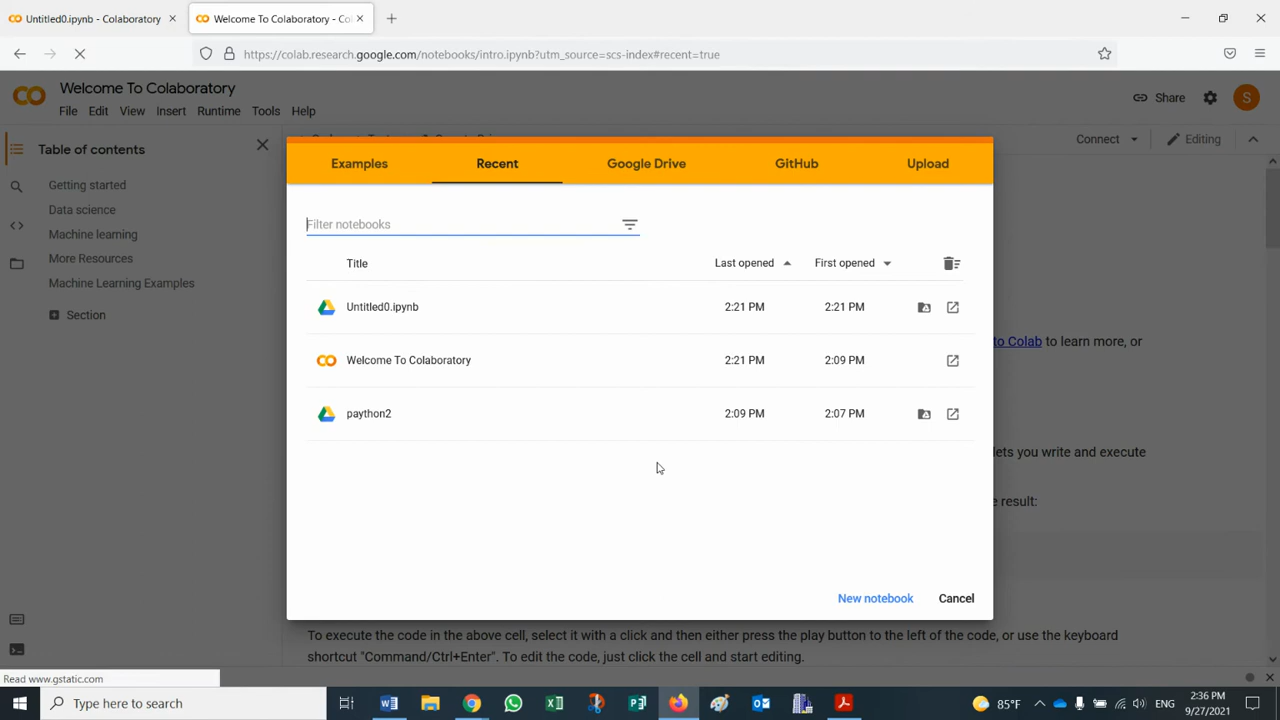 Untitled0.ipynb - Colaboratory
Welcome To Colaboratory - Col
https://colab.research.google.com/notebooks/intro.ipynb?utm_source=scs-index#recent=true
Welcome To Colaboratory
File Edit View Insert Runtime Tools Help
Share
S
Table of contents
Connect
Editing
Getting started
Data science
Machine learning
More Resources
Machine Learning Examples
Section
Examples
Recent
Google Drive
GitHub
Upload
Filter notebooks
Title
Last opened
First opened
Untitled0.ipynb
2:21 PM
2:21 PM
Welcome To Colaboratory
2:21 PM
2:09 PM
paython2
2:09 PM
2:07 PM
New notebook
Cancel
to Colab to learn more, or
lets you write and execute
e result:
To execute the code in the above cell, select it with a click and then either press the play button to the left of the code, or use the keyboard
shortcut "Command/Ctrl+Enter". To edit the code, just click the cell and start editing.
Read www.gstatic.com
Type here to search
85°F
ENG
2:36 PM
9/27/2021